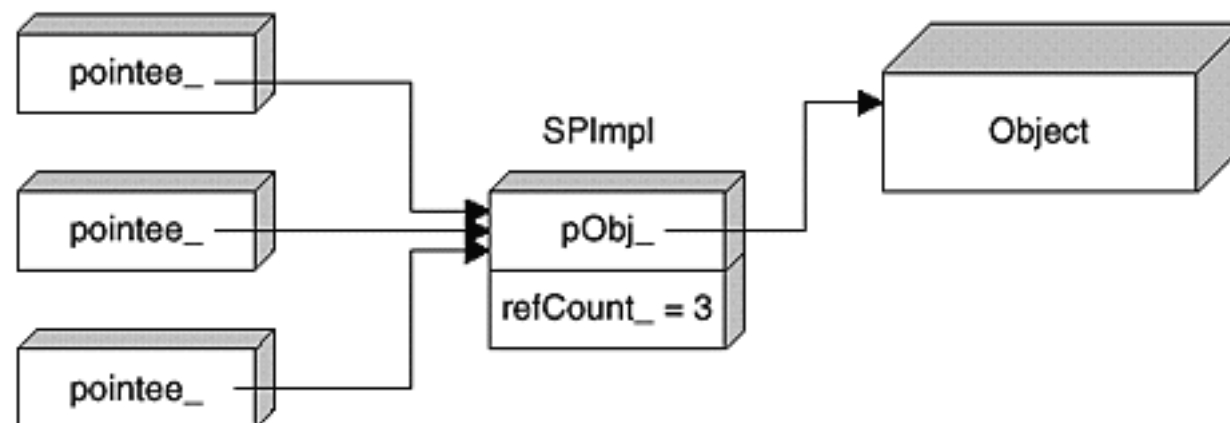 pointee_
SPImpl
Object
pointee_
pObj_
refCount_ = 3
pointee_